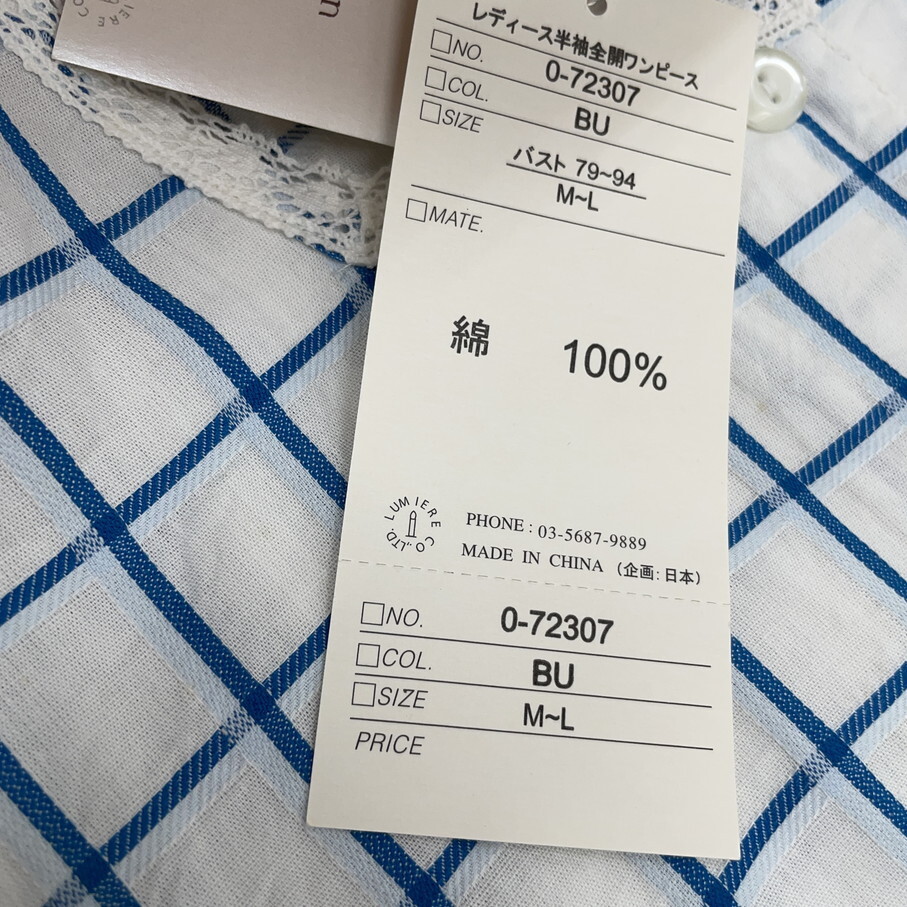 m
レディース半袖全開ワンピース
NO. 0-72307
COL. BU
SIZE
バスト 79~94
M~L
MATE.
綿 100%
LUMIERE CO.,LTD.
PHONE : 03-5687-9889
MADE IN CHINA (企画:日本)
NO. 0-72307
COL. BU
SIZE M~L
PRICE